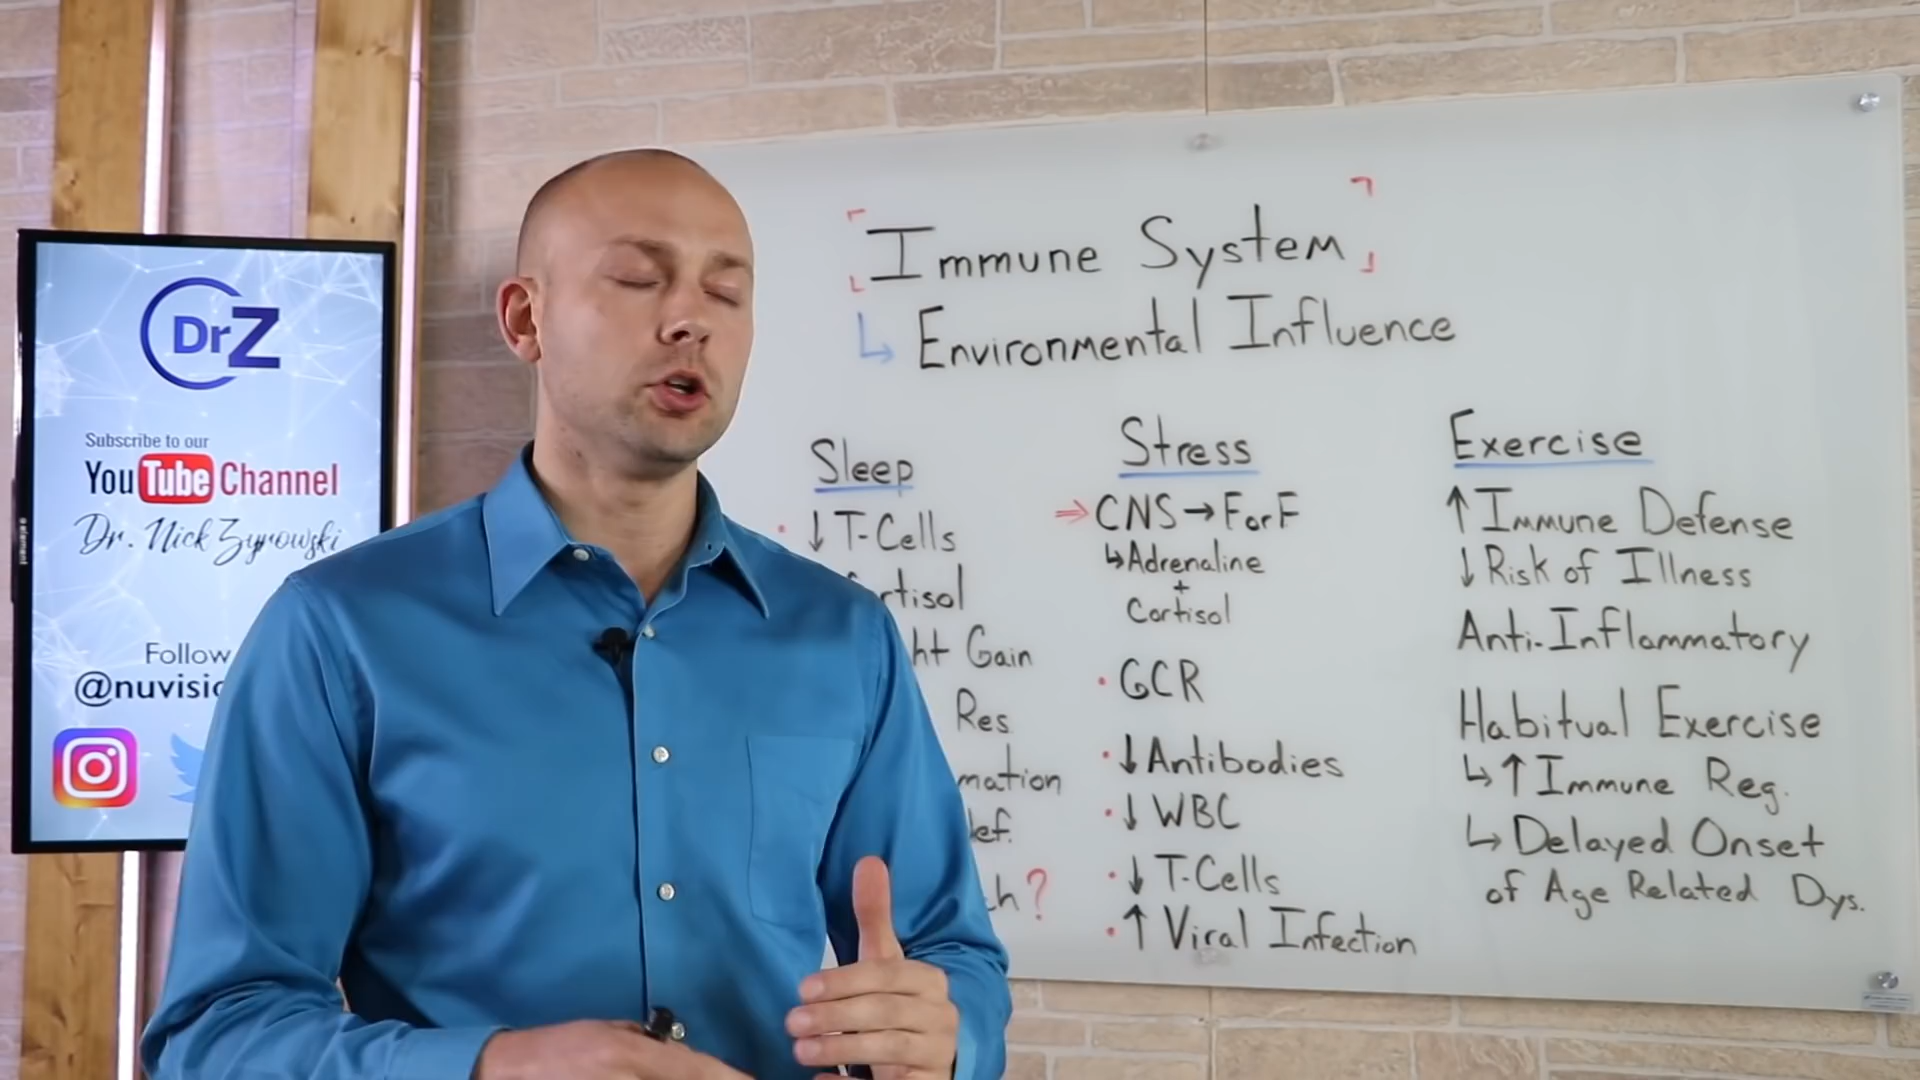 DrZ
Subscribe to our
YouTube Channel
Dr. Nick Zyrowski
Follow
Immune System
↳ Environmental Influence
Sleep
• ↓ T-Cells
Gain
Res.
Stress
⇒ CNS → ForF
↳ Adrenaline
+
Cortisol
• GCR
• ↓ Antibodies
• ↓ WBC
• ↓ T-Cells
• ↑ Viral Infection
Exercise
↑ Immune Defense
↓ Risk of Illness
Anti-Inflammatory
Habitual Exercise
↳ ↑ Immune Reg.
↳ Delayed Onset
of Age Related Dys.